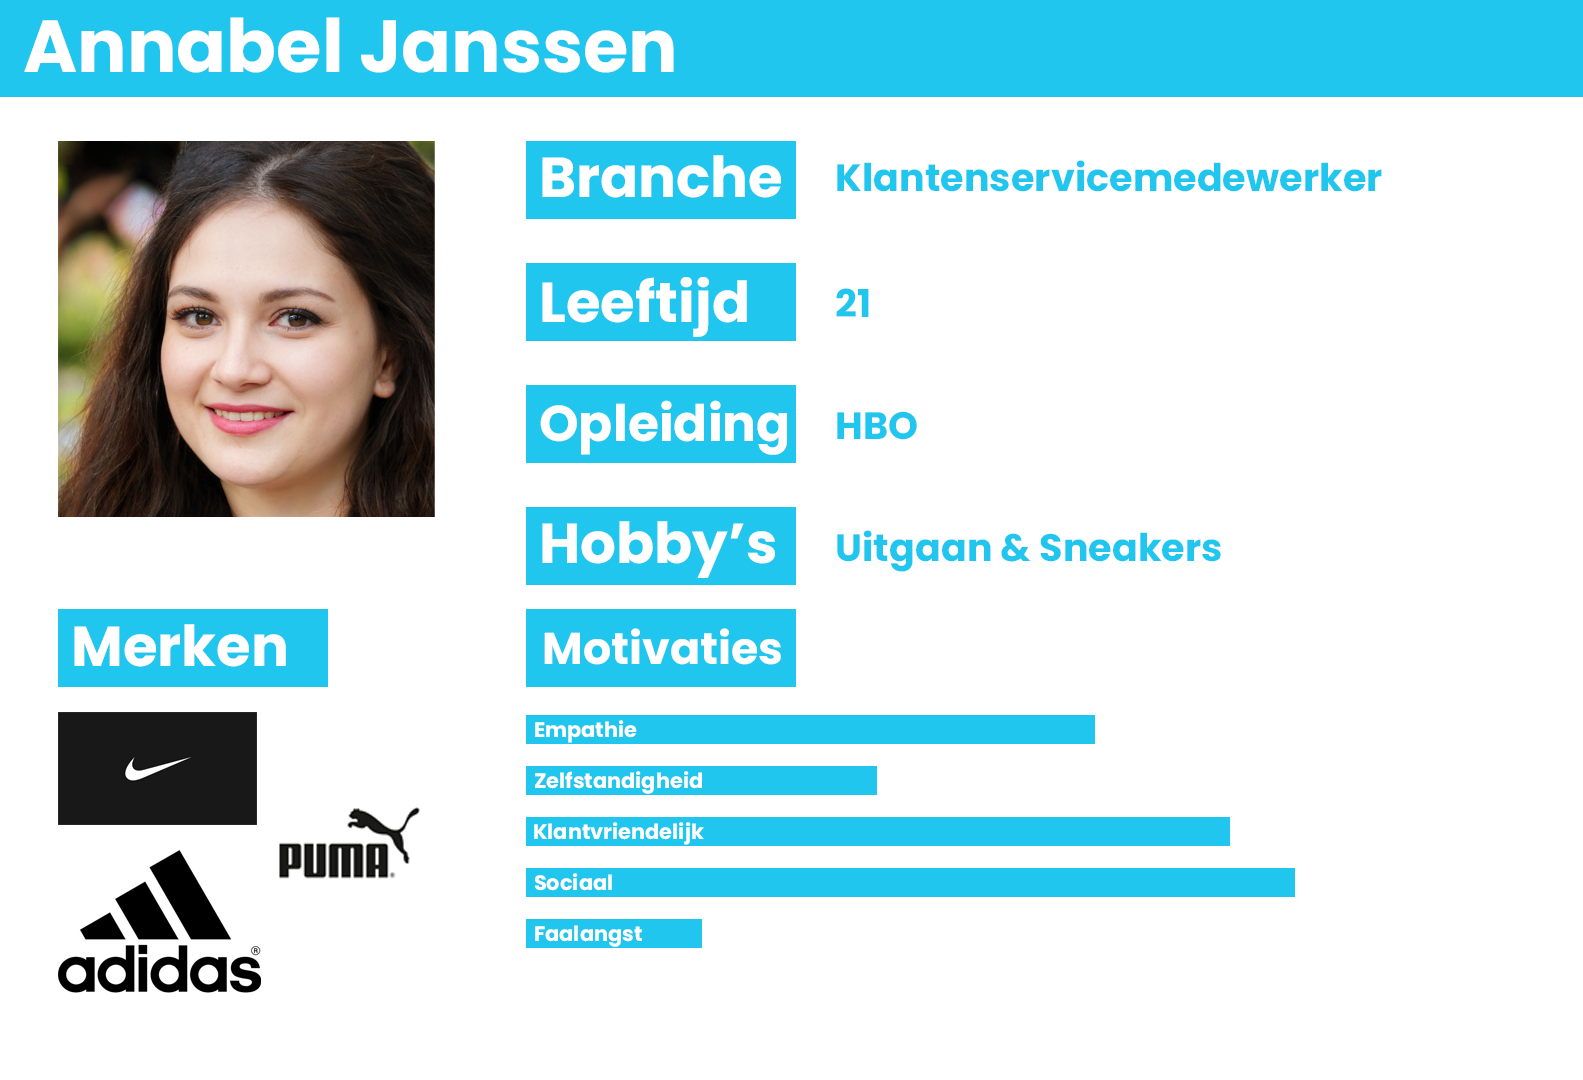 Annabel Janssen
Branche
Klantenservicemedewerker
Leeftijd
21
Opleiding
HBO
Hobby’s
Uitgaan & Sneakers
Merken
PUMA®
adidas®
Motivaties
Empathie
Zelfstandigheid
Klantvriendelijk
Sociaal
Faalangst